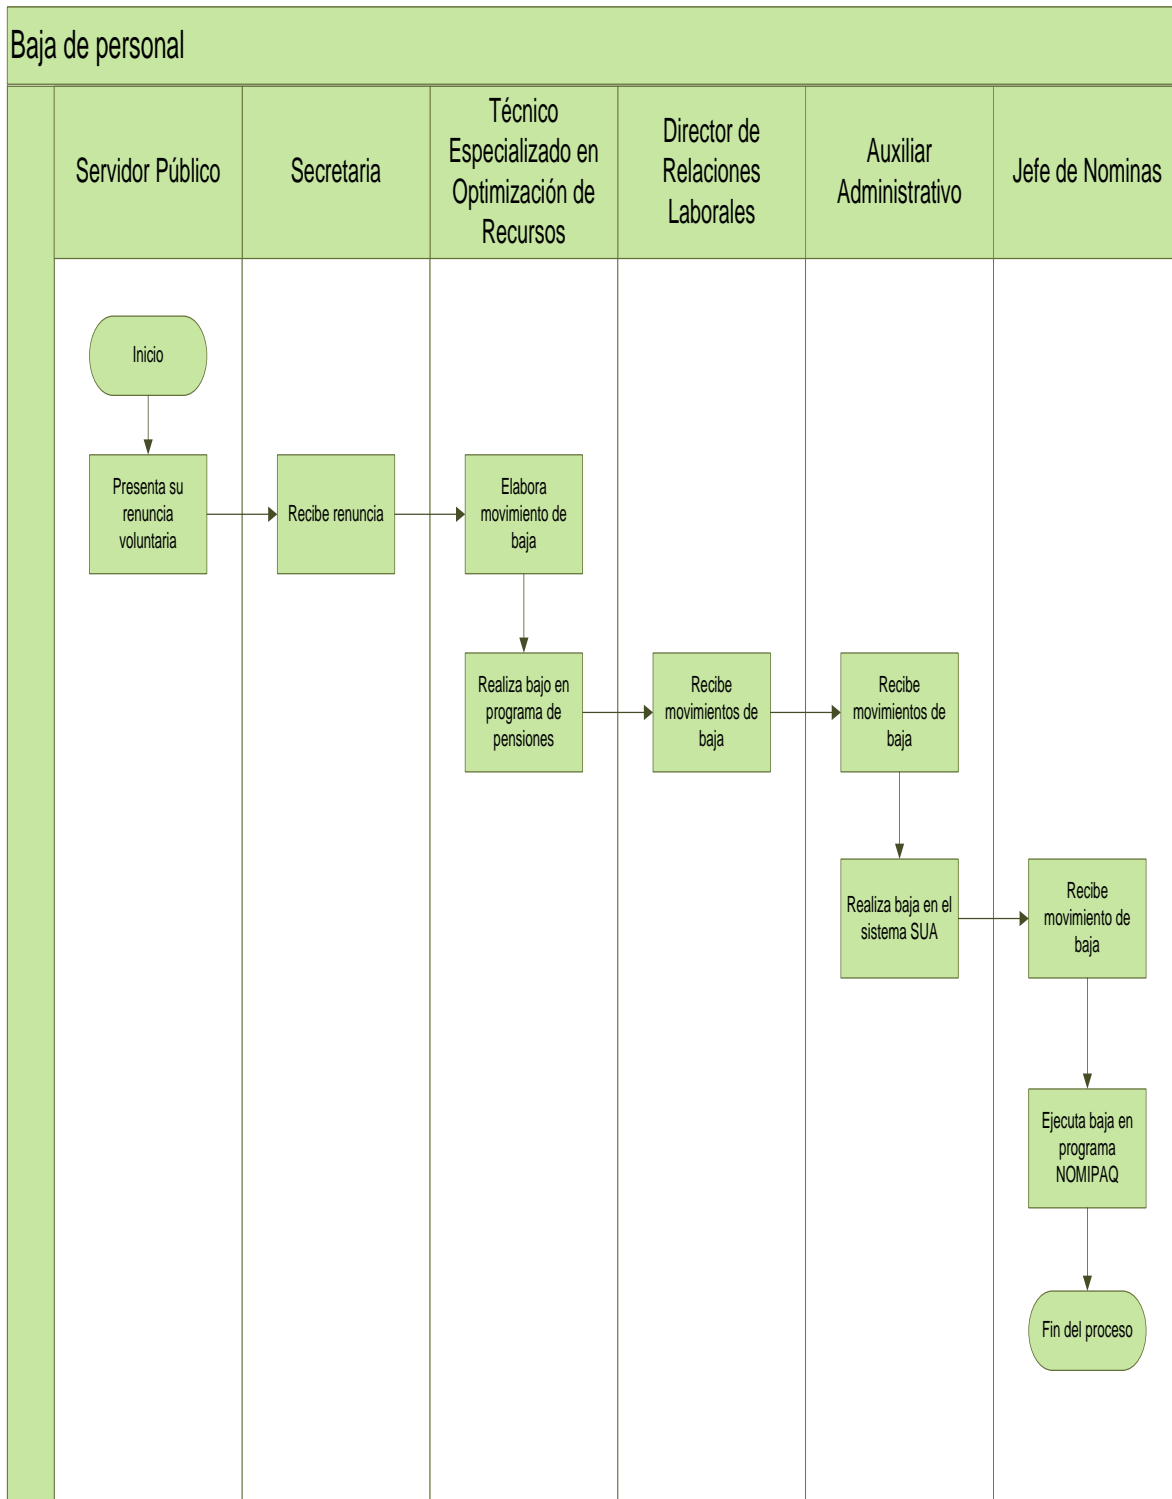 Baja de personal
Servidor Público
Secretaria
Técnico
Especializado en
Optimización de
Recursos
Director de
Relaciones
Laborales
Auxiliar
Administrativo
Jefe de Nominas
Inicio
Presenta su
renuncia
voluntaria
Recibe renuncia
Elabora
movimiento de
baja
Realiza bajo en
programa de
pensiones
Recibe
movimientos de
baja
Recibe
movimientos de
baja
Realiza baja en el
sistema SUA
Recibe
movimiento de
baja
Ejecuta baja en
programa
NOMIPAQ
Fin del proceso